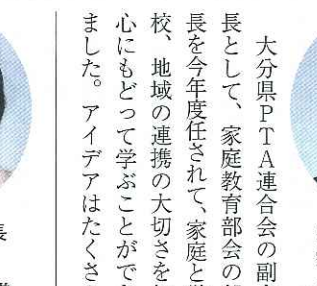 大分県PTA連合会の副
長として、家庭教育部会の
長を今年度任されて、家庭と
校、地域の連携の大切さを
心にもどって学ぶことがで
ました。アイデアはたくさ
長